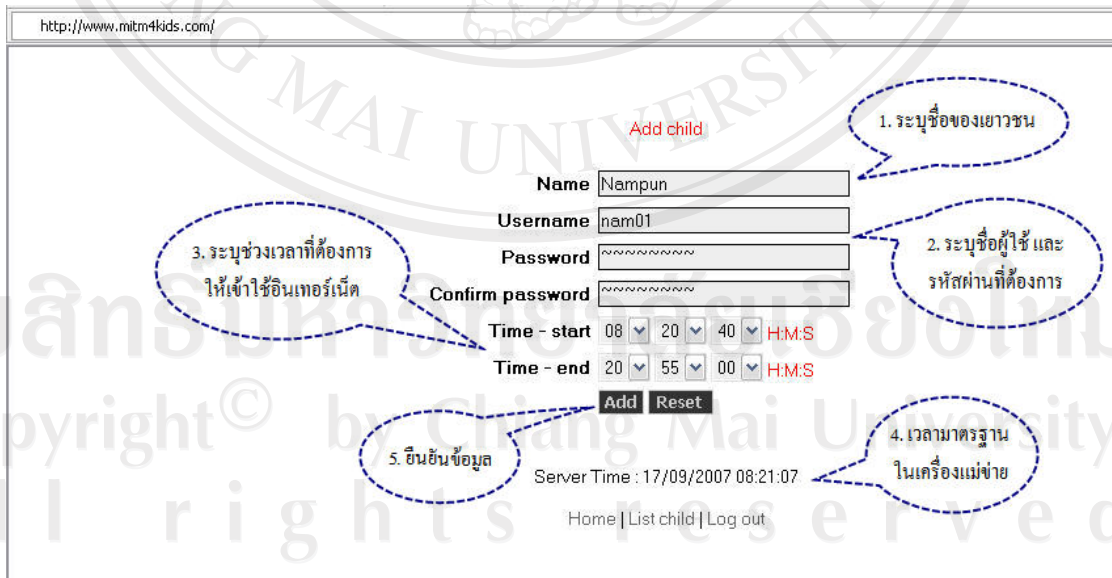 http://www.mitm4kids.com/
NG MAI UNIVERSIT
Add child
1. ระบุชื่อของเยาวชน
Name Nampun
Username nam01
2. ระบุชื่อผู้ใช้ และ
รหัสผ่านที่ต้องการ
Password ~~~~~~~~
3. ระบุช่วงเวลาที่ต้องการ
ให้เข้าใช้อินเทอร์เน็ต
Confirm password ~~~~~~~~
Time - start 08 20 40 H:M:S
Time - end 20 55 00 H:M:S
Add Reset
pyright © by Chiang Mai University
5. ยืนยันข้อมูล
4. เวลามาตรฐาน
ในเครื่องแม่ข่าย
Server Time : 17/09/2007 08:21:07
l rights reserved
Home | List child | Log out